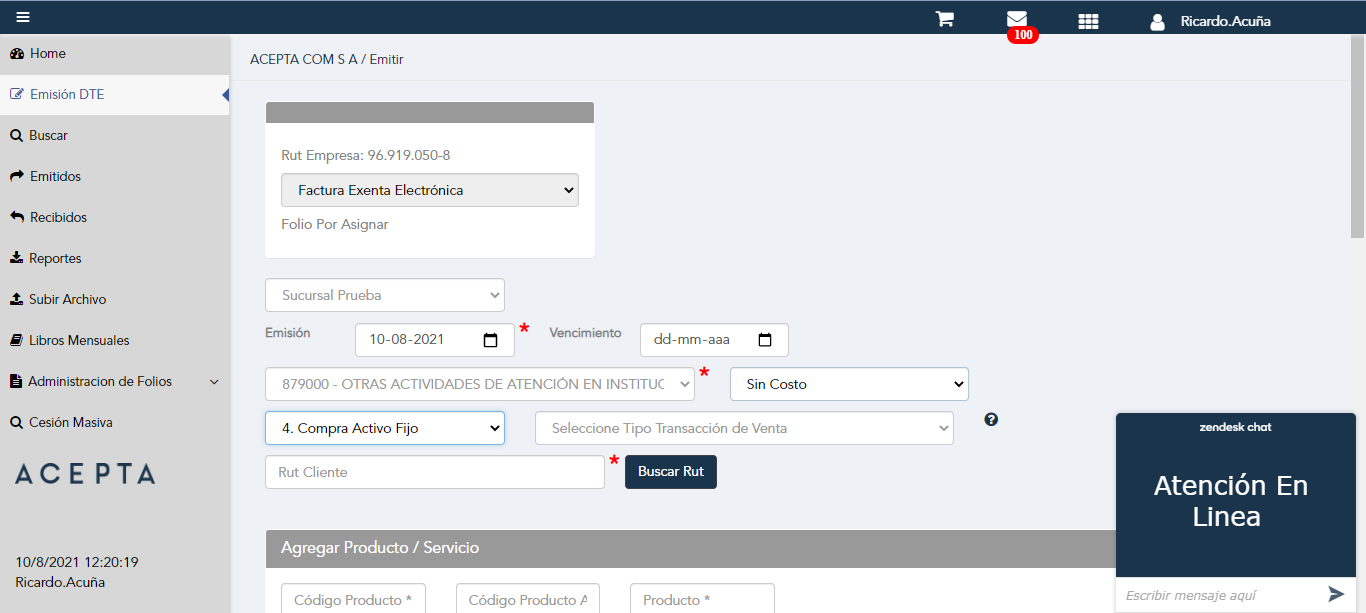 100
Ricardo.Acuña
Home
Emisión DTE
Buscar
Emitidos
Recibidos
Reportes
Subir Archivo
Libros Mensuales
Administracion de Folios
Cesión Masiva
ACEPTA
10/8/2021 12:20:19
Ricardo.Acuña
ACEPTA COM S A / Emitir
Rut Empresa: 96.919.050-8
Factura Exenta Electrónica
Folio Por Asignar
Sucursal Prueba
Emisión 10-08-2021 * Vencimiento dd-mm-aaa
879000 - OTRAS ACTIVIDADES DE ATENCIÓN EN INSTITUC * Sin Costo
4. Compra Activo Fijo Seleccione Tipo Transacción de Venta ?
Rut Cliente * Buscar Rut
Agregar Producto / Servicio
Código Producto * Código Producto A Producto *
zendesk chat
Atención En
Linea
Escribir mensaje aquí